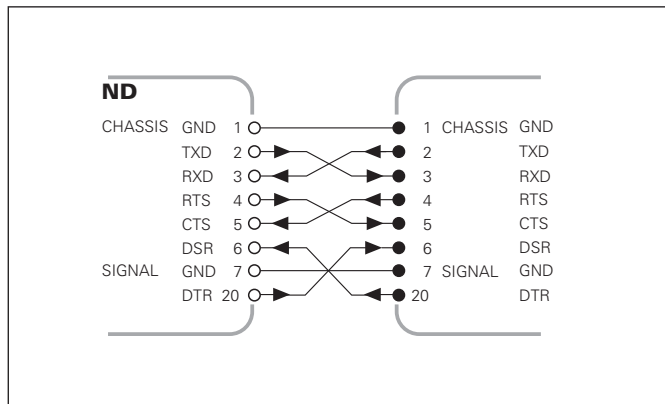 ND
CHASSIS GND 1 1 CHASSIS GND
TXD 2 2 TXD
RXD 3 3 RXD
RTS 4 4 RTS
CTS 5 5 CTS
DSR 6 6 DSR
SIGNAL GND 7 7 SIGNAL GND
DTR 20 20 DTR